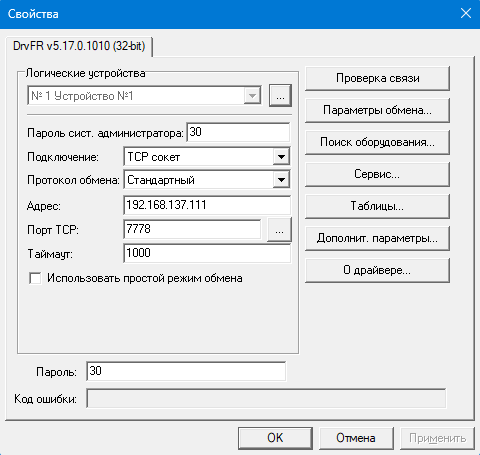 Свойства
DrvFR v5.17.0.1010 (32-bit)
Логические устройства
№ 1 Устройство №1
...
Пароль сист. администратора: 30
Подключение: TCP сокет
Протокол обмена: Стандартный
Адрес: 192.168.137.111
Порт TCP: 7778
...
Таймаут: 1000
Использовать простой режим обмена
Проверка связи
Параметры обмена...
Поиск оборудования...
Сервис...
Таблицы...
Дополнит. параметры...
О драйвере...
Пароль: 30
Код ошибки:
OK
Отмена
Применить